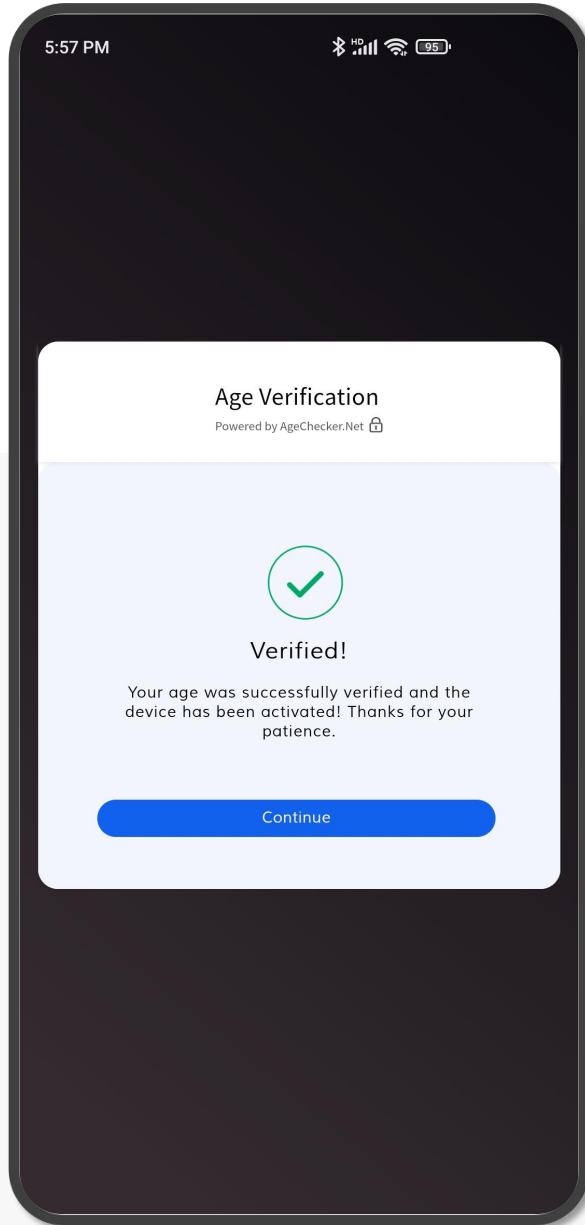 5:57 PM
HD
95
Age Verification
Powered by AgeChecker.Net
Verified!
Your age was successfully verified and the
device has been activated! Thanks for your
patience.
Continue